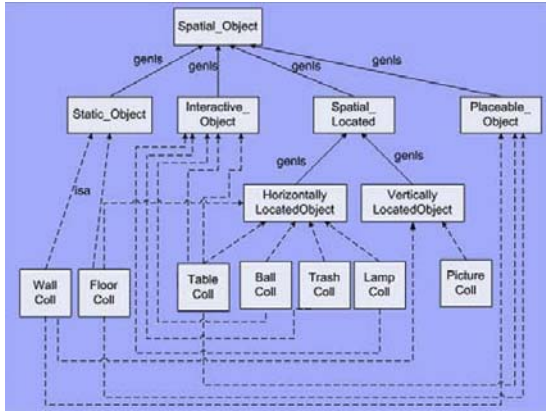 Spatial_Object
genls
genls
genls
genls
Static_Object
Interactive_
Object
Spatial_
Located
Placeable_
Object
genls
genls
isa
Horizontally
LocatedObject
Vertically
LocatedObject
Wall
Coll
Floor
Coll
Table
Coll
Ball
Coll
Trash
Coll
Lamp
Coll
Picture
Coll